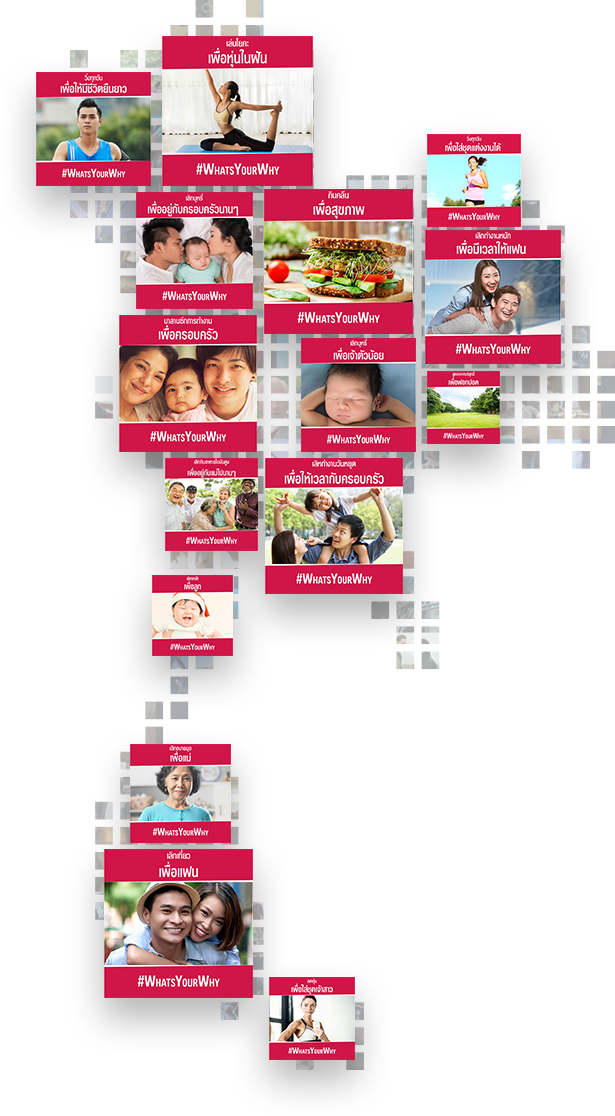 เล่นโยคะ
เพื่อหุ่นในฝัน
#WHATSYOURWHY
วิ่งทุกวัน
เพื่อให้มีชีวิตยืนยาว
#WHATSYOURWHY
วิ่งทุกวัน
เพื่อใส่ชุดแต่งงานได้
#WHATSYOURWHY
เลิกบุหรี่
เพื่ออยู่กับครอบครัวนานๆ
#WHATSYOURWHY
กินคลีน
เพื่อสุขภาพ
#WHATSYOURWHY
เลิกทำงานหนัก
เพื่อมีเวลาให้แฟน
#WHATSYOURWHY
เพื่อครอบครัว
#WHATSYOURWHY
เลิกบุหรี่
เพื่อเจ้าตัวน้อย
#WHATSYOURWHY
เพื่อฟอกปอด
#WHATSYOURWHY
เพื่ออยู่กับแม่ไปนานๆ
#WHATSYOURWHY
เลิกทำงานวันหยุด
เพื่อให้เวลากับครอบครัว
#WHATSYOURWHY
เพื่อลูก
#WHATSYOURWHY
เลิกอบายมุข
เพื่อแม่
#WHATSYOURWHY
เลิกเที่ยว
เพื่อแฟน
#WHATSYOURWHY
ลดหุ่น
เพื่อใส่ชุดเจ้าสาว
#WHATSYOURWHY